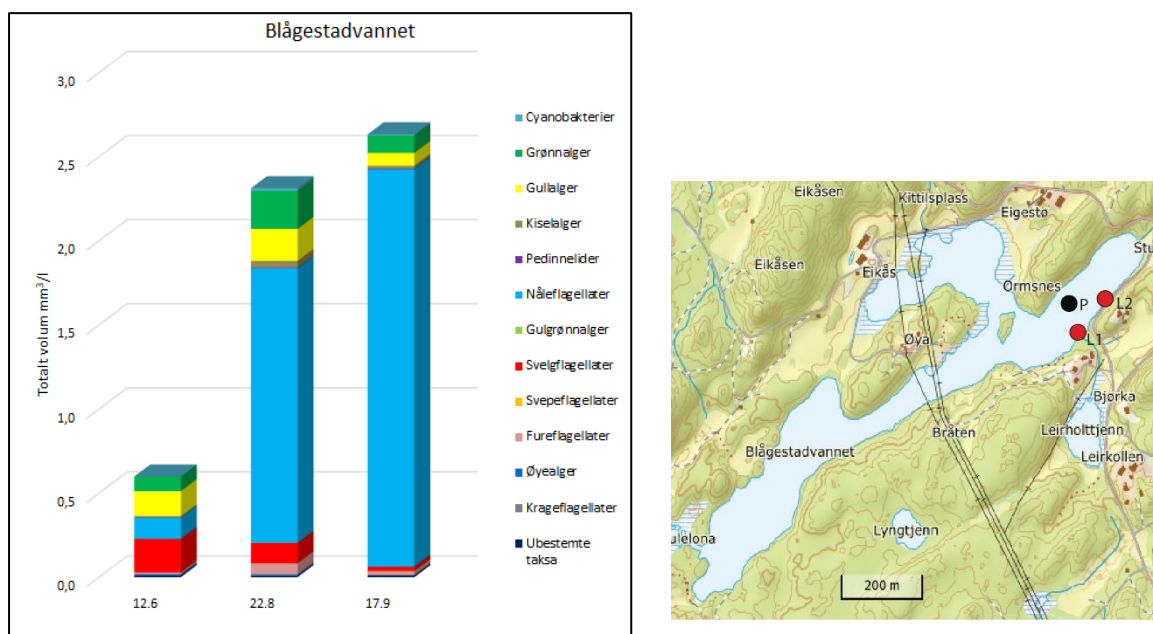 Blågestadvannet
Totalt volum mm³/l
3,0
2,5
2,0
1,5
1,0
0,5
0,0
12.6
22.8
17.9
Cyanobakterier
Grønnalger
Gullalger
Kiselalger
Pedinnelider
Nåleflagellater
Gulgrønnalger
Svelgflagellater
Svepeflagellater
Fureflagellater
Øyealger
Krageflagellater
Ubestemte
taksa
Eikåsen
Kittilsplass
Eigestø
Eikåsen
Eikås
Ormsnes
Stu
P
L2
Øya
L1
Bjørka
Bråten
Leirholttjenn
Blågestadvannet
Leirkollen
Lyngtjenn
ulelona
200 m